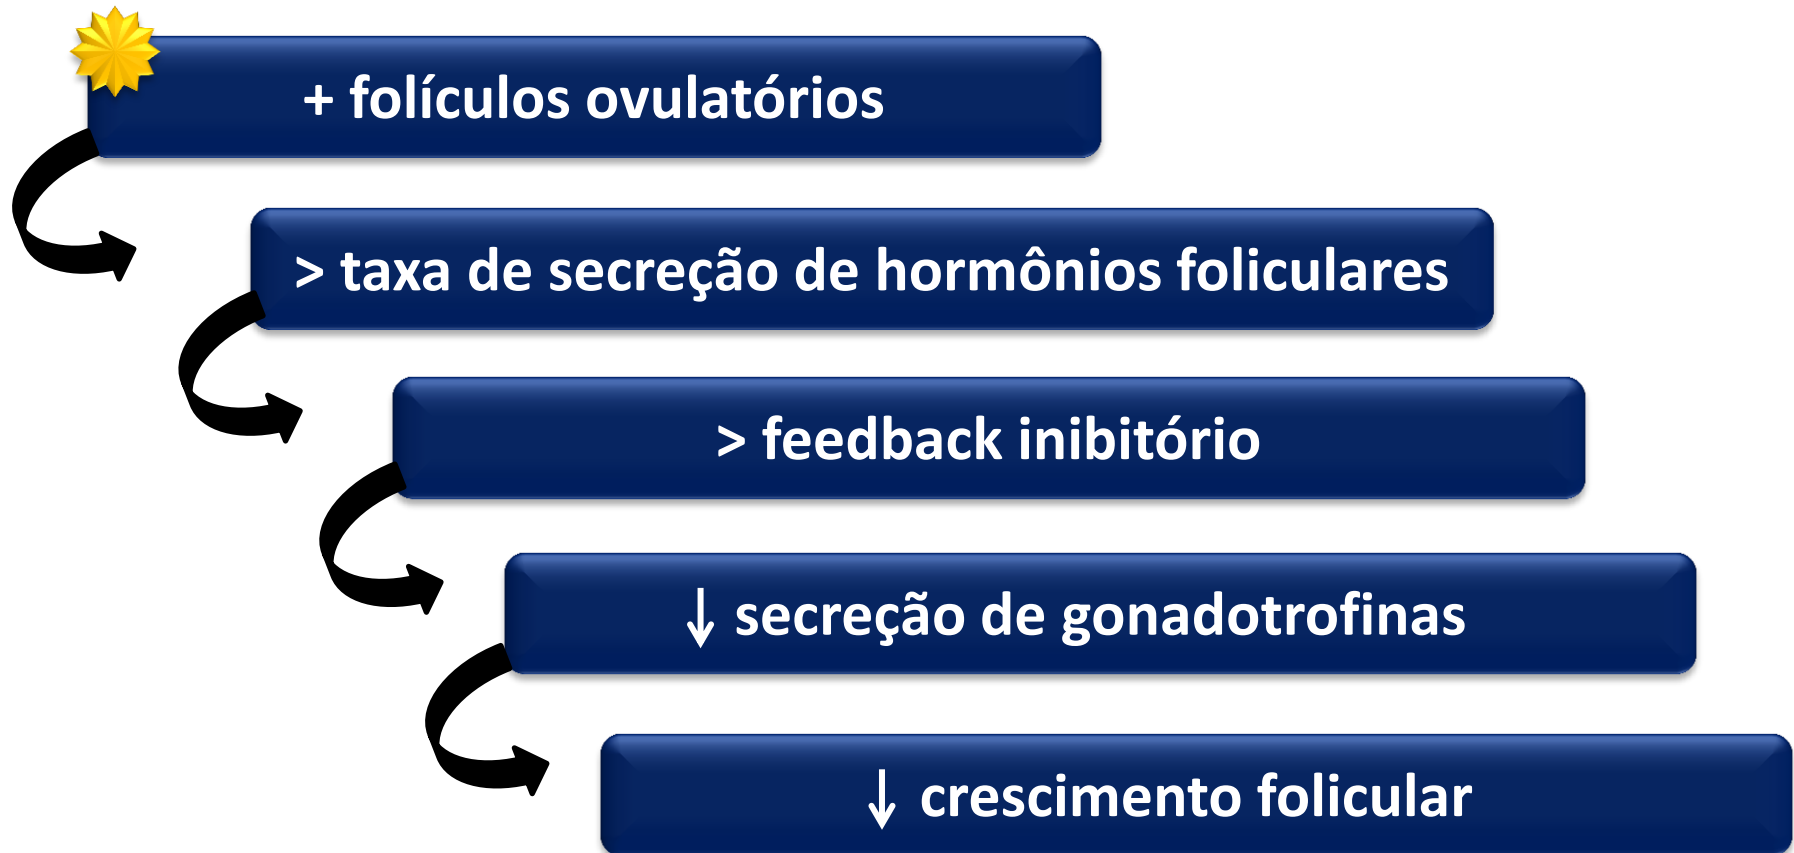 + folículos ovulatórios
> taxa de secreção de hormônios foliculares
> feedback inibitório
↓ secreção de gonadotrofinas
↓ crescimento folicular